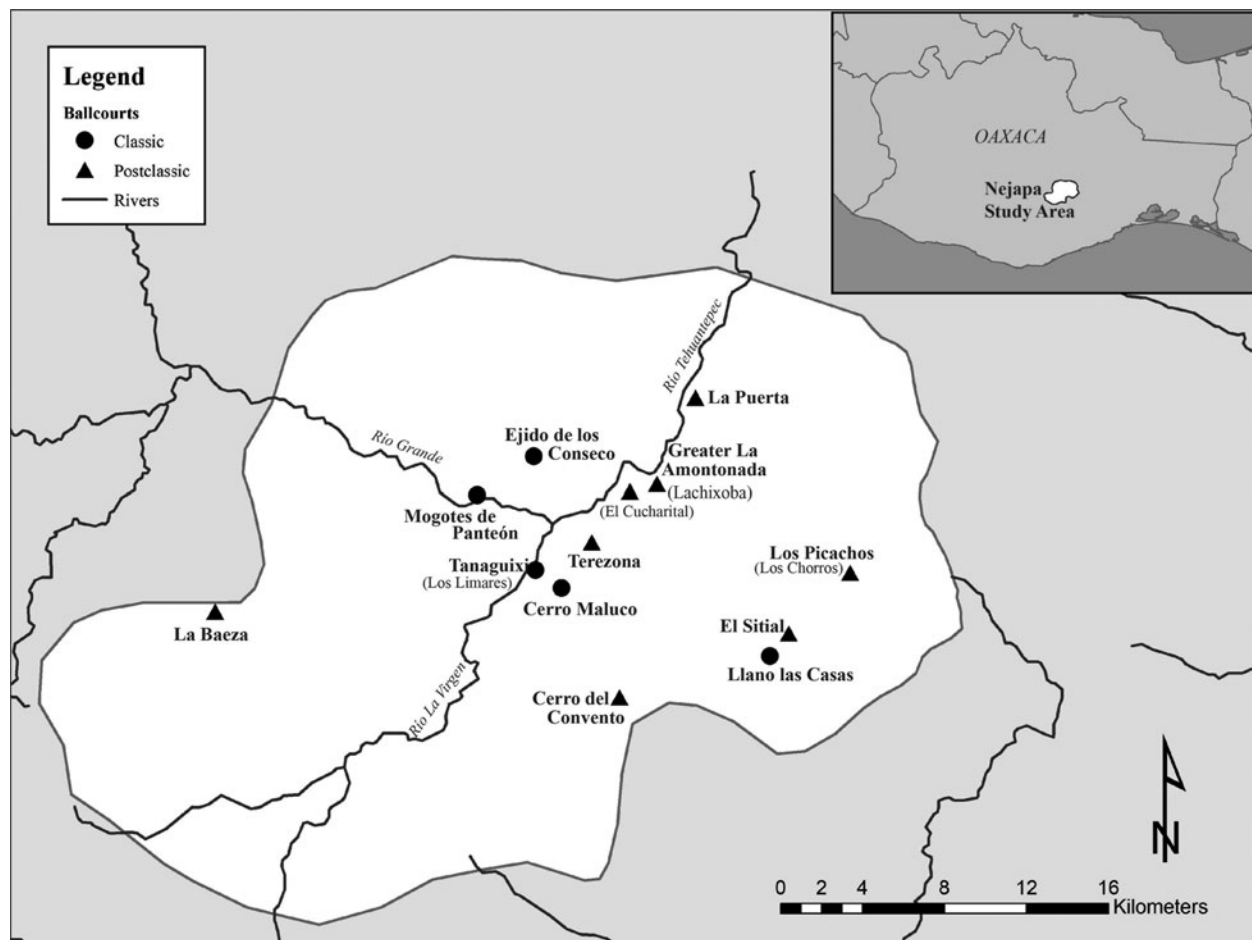 Legend
Ballcourts
Classic
Postclassic
Rivers
OAXACA
Nejapa
Study Area
Río Tehuantepec
La Puerta
Río Grande
Ejido de los
Conseco
Greater La
Amontonada
(Lachixoba)
(El Cucharital)
Mogotes de
Panteón
Terezona
Tanaguixi
(Los Limares)
Cerro Maluco
Los Picachos
(Los Chorros)
La Baeza
El Sitial
Llano las Casas
Río La Virgen
Cerro del
Convento
N
0 2 4 8 12 16
Kilometers